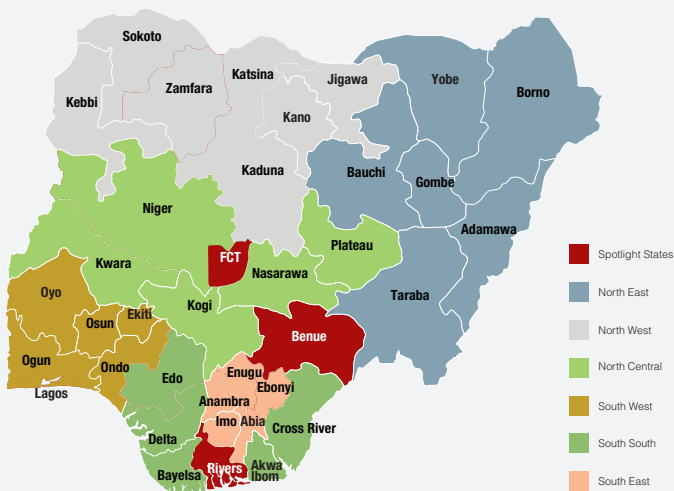 Sokoto
Katsina
Jigawa
Yobe
Borno
Zamfara
Kebbi
Kano
Kaduna
Bauchi
Gombe
Niger
Adamawa
Plateau
FCT
Kwara
Nasarawa
Taraba
Oyo
Kogi
Ekiti
Osun
Benue
Ogun
Ondo
Edo
Enugu
Ebonyi
Lagos
Anambra
Imo
Abia
Cross River
Delta
Rivers
Akwa
Ibom
Bayelsa
Spotlight States
North East
North West
North Central
South West
South South
South East